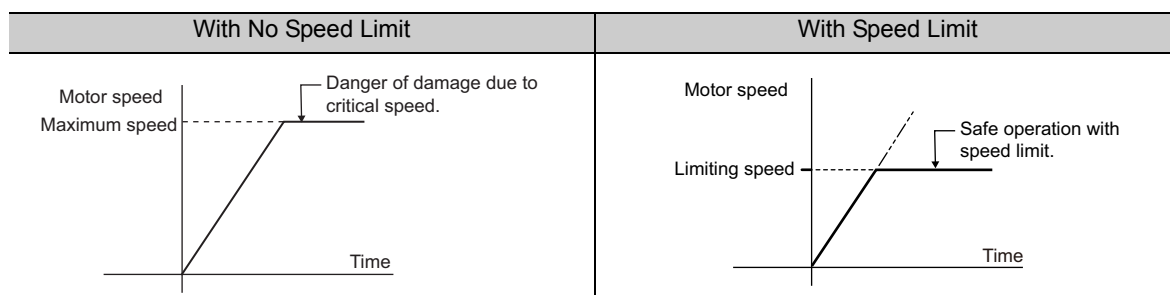 With No Speed Limit
With Speed Limit
Motor speed
Maximum speed
Danger of damage due to
critical speed.
Time
Motor speed
Limiting speed
Safe operation with
speed limit.
Time